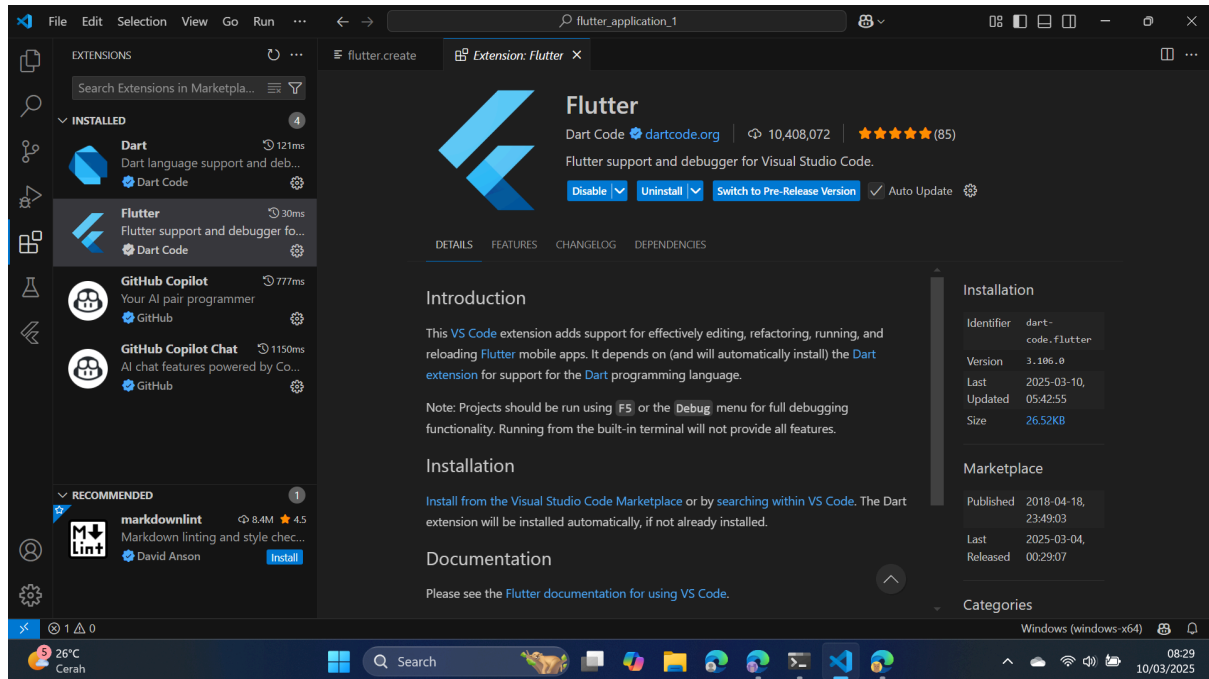 File Edit Selection View Go Run ···
flutter_application_1
EXTENSIONS
flutter.create
Extension: Flutter
Search Extensions in Marketpla...
INSTALLED
4
Dart
121ms
Dart language support and deb...
Dart Code
Flutter
30ms
Flutter support and debugger fo...
Dart Code
GitHub Copilot
777ms
Your AI pair programmer
GitHub
GitHub Copilot Chat
1150ms
AI chat features powered by Co...
GitHub
RECOMMENDED
1
markdownlint
8.4M
4.5
Markdown linting and style chec...
David Anson
Install
M Lint
Flutter
Dart Code dartcode.org 10,408,072 (85)
Flutter support and debugger for Visual Studio Code.
Disable Uninstall Switch to Pre-Release Version Auto Update
DETAILS FEATURES CHANGELOG DEPENDENCIES
Introduction
This VS Code extension adds support for effectively editing, refactoring, running, and
reloading Flutter mobile apps. It depends on (and will automatically install) the Dart
extension for support for the Dart programming language.
Note: Projects should be run using F5 or the Debug menu for full debugging
functionality. Running from the built-in terminal will not provide all features.
Installation
Install from the Visual Studio Code Marketplace or by searching within VS Code. The Dart
extension will be installed automatically, if not already installed.
Documentation
Please see the Flutter documentation for using VS Code.
Installation
Identifier dart-
code.flutter
Version 3.106.0
Last 2025-03-10,
Updated 05:42:55
Size 26.52KB
Marketplace
Published 2018-04-18,
23:49:03
Last 2025-03-04,
Released 00:29:07
Categories
1 0
Windows (windows-x64)
5
26°C
Cerah
Search
08:29
10/03/2025